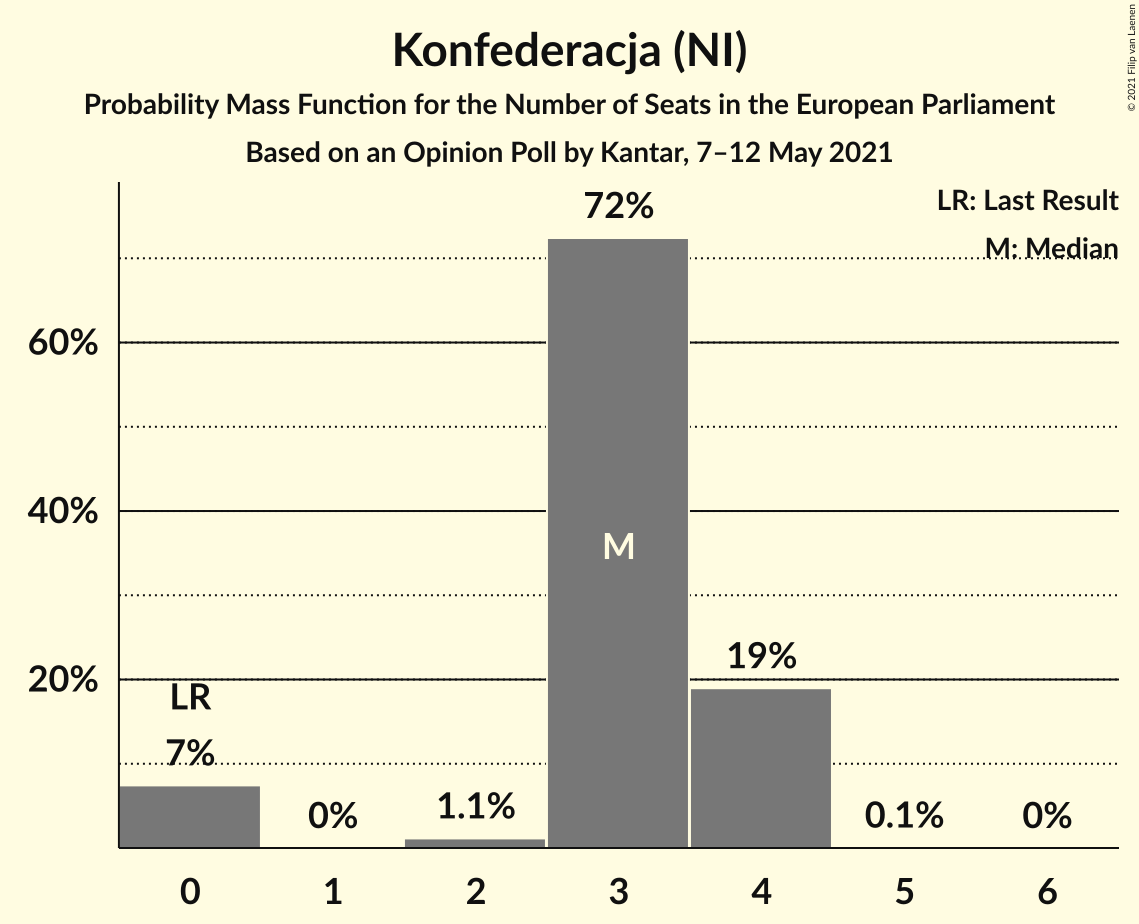 Konfederacja (NI)
Probability Mass Function for the Number of Seats in the European Parliament
Based on an Opinion Poll by Kantar, 7–12 May 2021
© 2021 Filip van Laenen
LR: Last Result
M: Median
60%
40%
20%
LR
7%
0%
1.1%
72%
M
19%
0.1%
0%
0 1 2 3 4 5 6